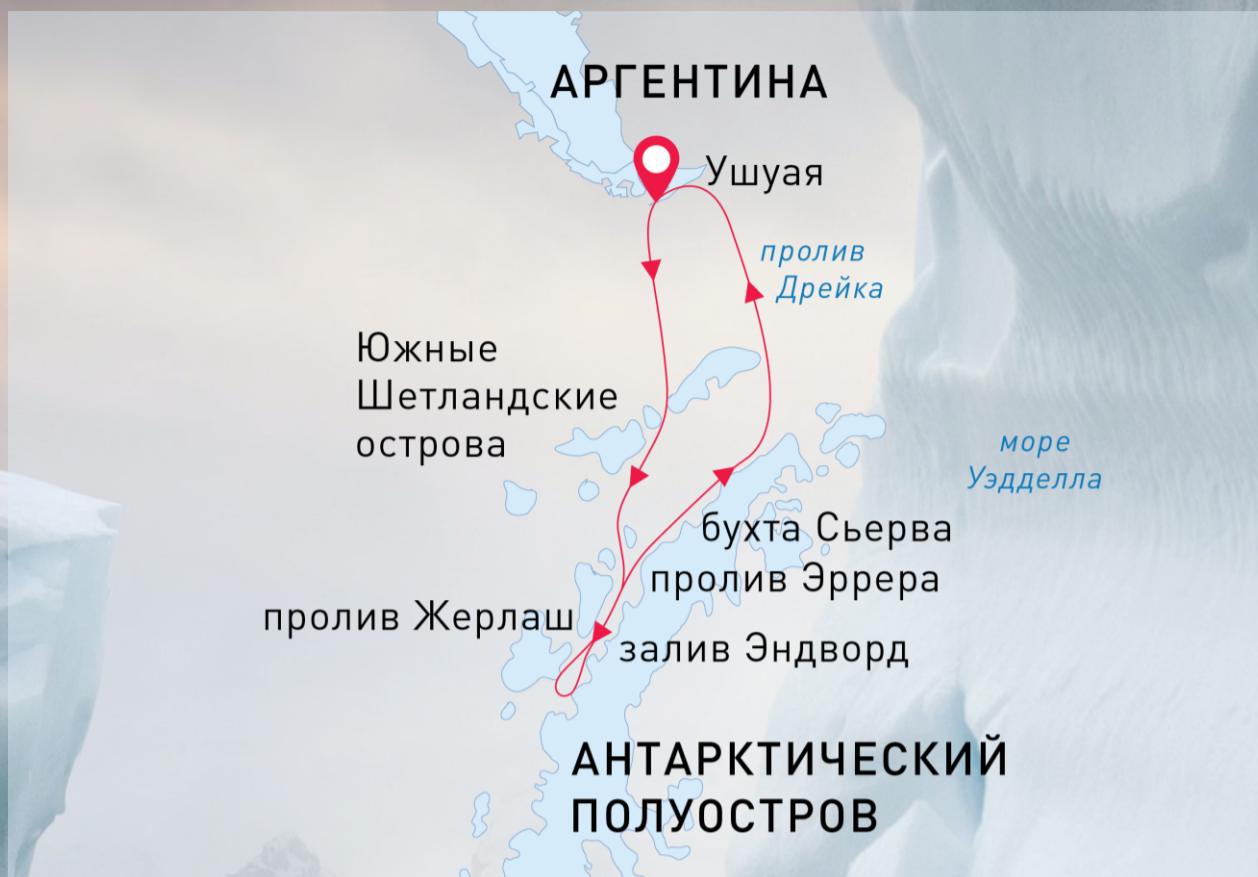 АРГЕНТИНА
Ушуая
пролив
Дрейка
Южные
Шетландские
острова
море
Уэдделла
бухта Сьерва
пролив Эррера
пролив Жерлаш
залив Эндворд
АНТАРКТИЧЕСКИЙ
ПОЛУОСТРОВ